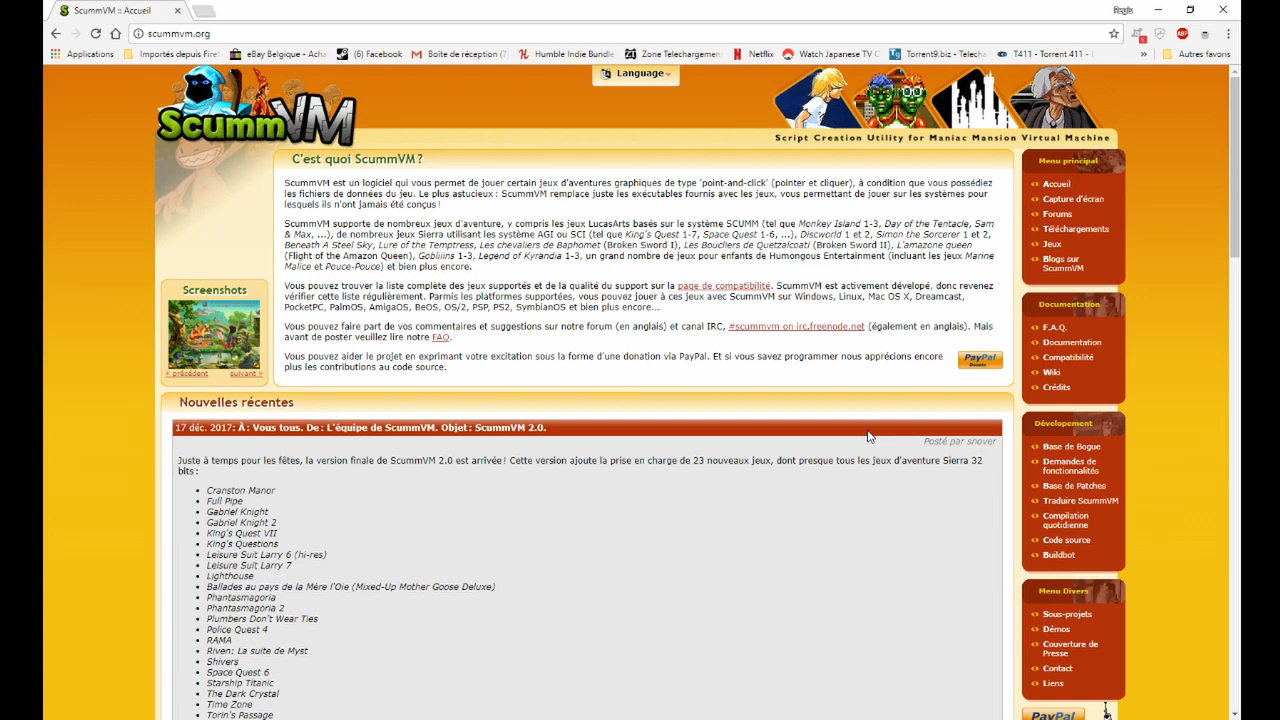 ScummVM :: Accueil
Regis
scummvm.org
Applications
Importés depuis Firef
eBay Belgique - Acha
(6) Facebook
Boîte de réception (7
Humble Indie Bundle
Zone Telechargemen
Netflix
Watch Japanese TV C
Torrent9.biz - Telecha
T411 - Torrent 411 -
Autres favoris
Language
ScummVM
Script Creation Utility for Maniac Mansion Virtual Machine
C'est quoi ScummVM ?
ScummVM est un logiciel qui vous permet de jouer certain jeux d'aventures graphiques de type 'point-and-click' (pointer et cliquer), à condition que vous possédiez
les fichiers de données du jeu. Le plus astucieux : ScummVM remplace juste les exécutables fournis avec les jeux, vous permettant de jouer sur les systèmes pour
lesquels ils n'ont jamais été conçus !
ScummVM supporte de nombreux jeux d'aventure, y compris les jeux LucasArts basés sur le système SCUMM (tel que Monkey Island 1-3, Day of the Tentacle, Sam
& Max, ...), de nombreux jeux Sierra utilisant les système AGI ou SCI (tel que King's Quest 1-7, Space Quest 1-6, ...), Discworld 1 et 2, Simon the Sorcerer 1 et 2,
Beneath A Steel Sky, Lure of the Temptress, Les chevaliers de Baphomet (Broken Sword I), Les Boucliers de Quetzalcoatl (Broken Sword II), L'amazone queen
(Flight of the Amazon Queen), Gobliiins 1-3, Legend of Kyrandia 1-3, un grand nombre de jeux pour enfants de Humongous Entertainment (incluant les jeux Marine
Malice et Pouce-Pouce) et bien plus encore.
Vous pouvez trouver la liste complète des jeux supportés et de la qualité du support sur la page de compatibilité. ScummVM est activement dévelopé, donc revenez
vérifier cette liste régulièrement. Parmis les platformes supportées, vous pouvez jouer à ces jeux avec ScummVM sur Windows, Linux, Mac OS X, Dreamcast,
PocketPC, PalmOS, AmigaOS, BeOS, OS/2, PSP, PS2, SymbianOS et bien plus encore...
Vous pouvez faire part de vos commentaires et suggestions sur notre forum (en anglais) et canal IRC, #scummvm on irc.freenode.net (également en anglais). Mais
avant de poster veuillez lire notre FAQ.
Vous pouvez aider le projet en exprimant votre excitation sous la forme d'une donation via PayPal. Et si vous savez programmer nous apprécions encore
plus les contributions au code source.
PayPal
Donate
Screenshots
< précédent
suivant >
Nouvelles récentes
17 déc. 2017: À : Vous tous. De : L'équipe de ScummVM. Objet : ScummVM 2.0.
Posté par snover
Juste à temps pour les fêtes, la version finale de ScummVM 2.0 est arrivée ! Cette version ajoute la prise en charge de 23 nouveaux jeux, dont presque tous les jeux d'aventure Sierra 32
bits :
Cranston Manor
Full Pipe
Gabriel Knight
Gabriel Knight 2
King's Quest VII
King's Questions
Leisure Suit Larry 6 (hi-res)
Leisure Suit Larry 7
Lighthouse
Ballades au pays de la Mère l'Oie (Mixed-Up Mother Goose Deluxe)
Phantasmagoria
Phantasmagoria 2
Plumbers Don't Wear Ties
Police Quest 4
RAMA
Riven: La suite de Myst
Shivers
Space Quest 6
Starship Titanic
The Dark Crystal
Time Zone
Torin's Passage
Menu principal
Accueil
Capture d'écran
Forums
Téléchargements
Jeux
Blogs sur
ScummVM
Documentation
F.A.Q.
Documentation
Compatibilité
Wiki
Crédits
Dévelopement
Base de Bogue
Demandes de
fonctionnalités
Base de Patches
Traduire ScummVM
Compilation
quotidienne
Code source
Buildbot
Menu Divers
Sous-projets
Démos
Couverture de
Presse
Contact
Liens
PayPal